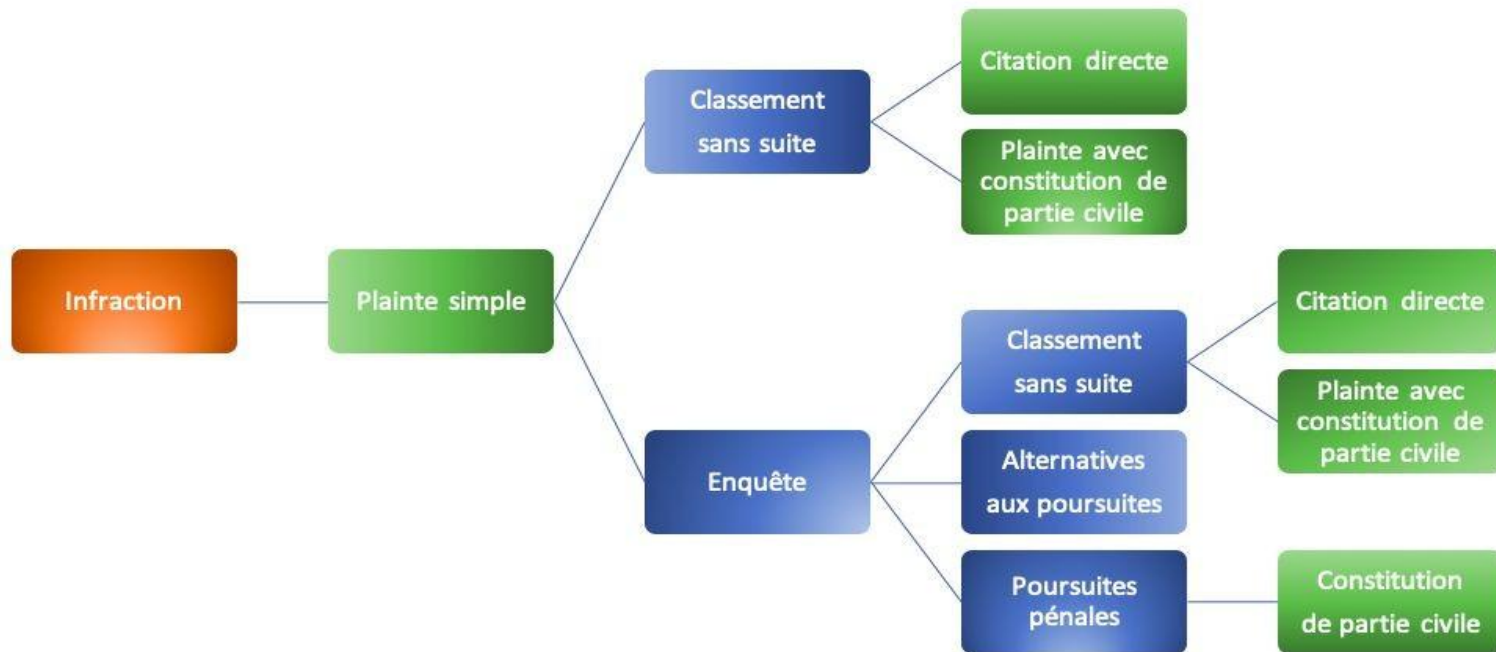 Infraction
Plainte simple
Classement
sans suite
Citation directe
Plainte avec
constitution de
partie civile
Enquête
Classement
sans suite
Citation directe
Plainte avec
constitution de
partie civile
Alternatives
aux poursuites
Poursuites
pénales
Constitution
de partie civile